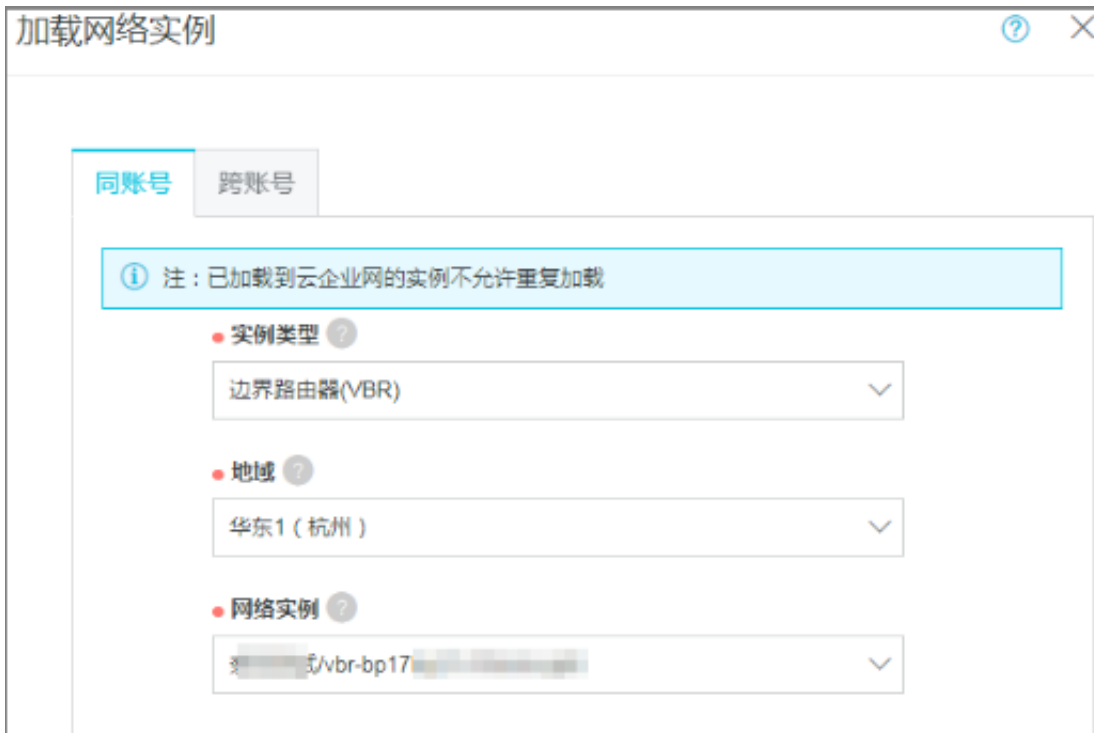 加载网络实例
同账号 跨账号
注：已加载到云企业网的实例不允许重复加载
实例类型
边界路由器(VBR)
地域
华东1（杭州）
网络实例
/vbr-bp17